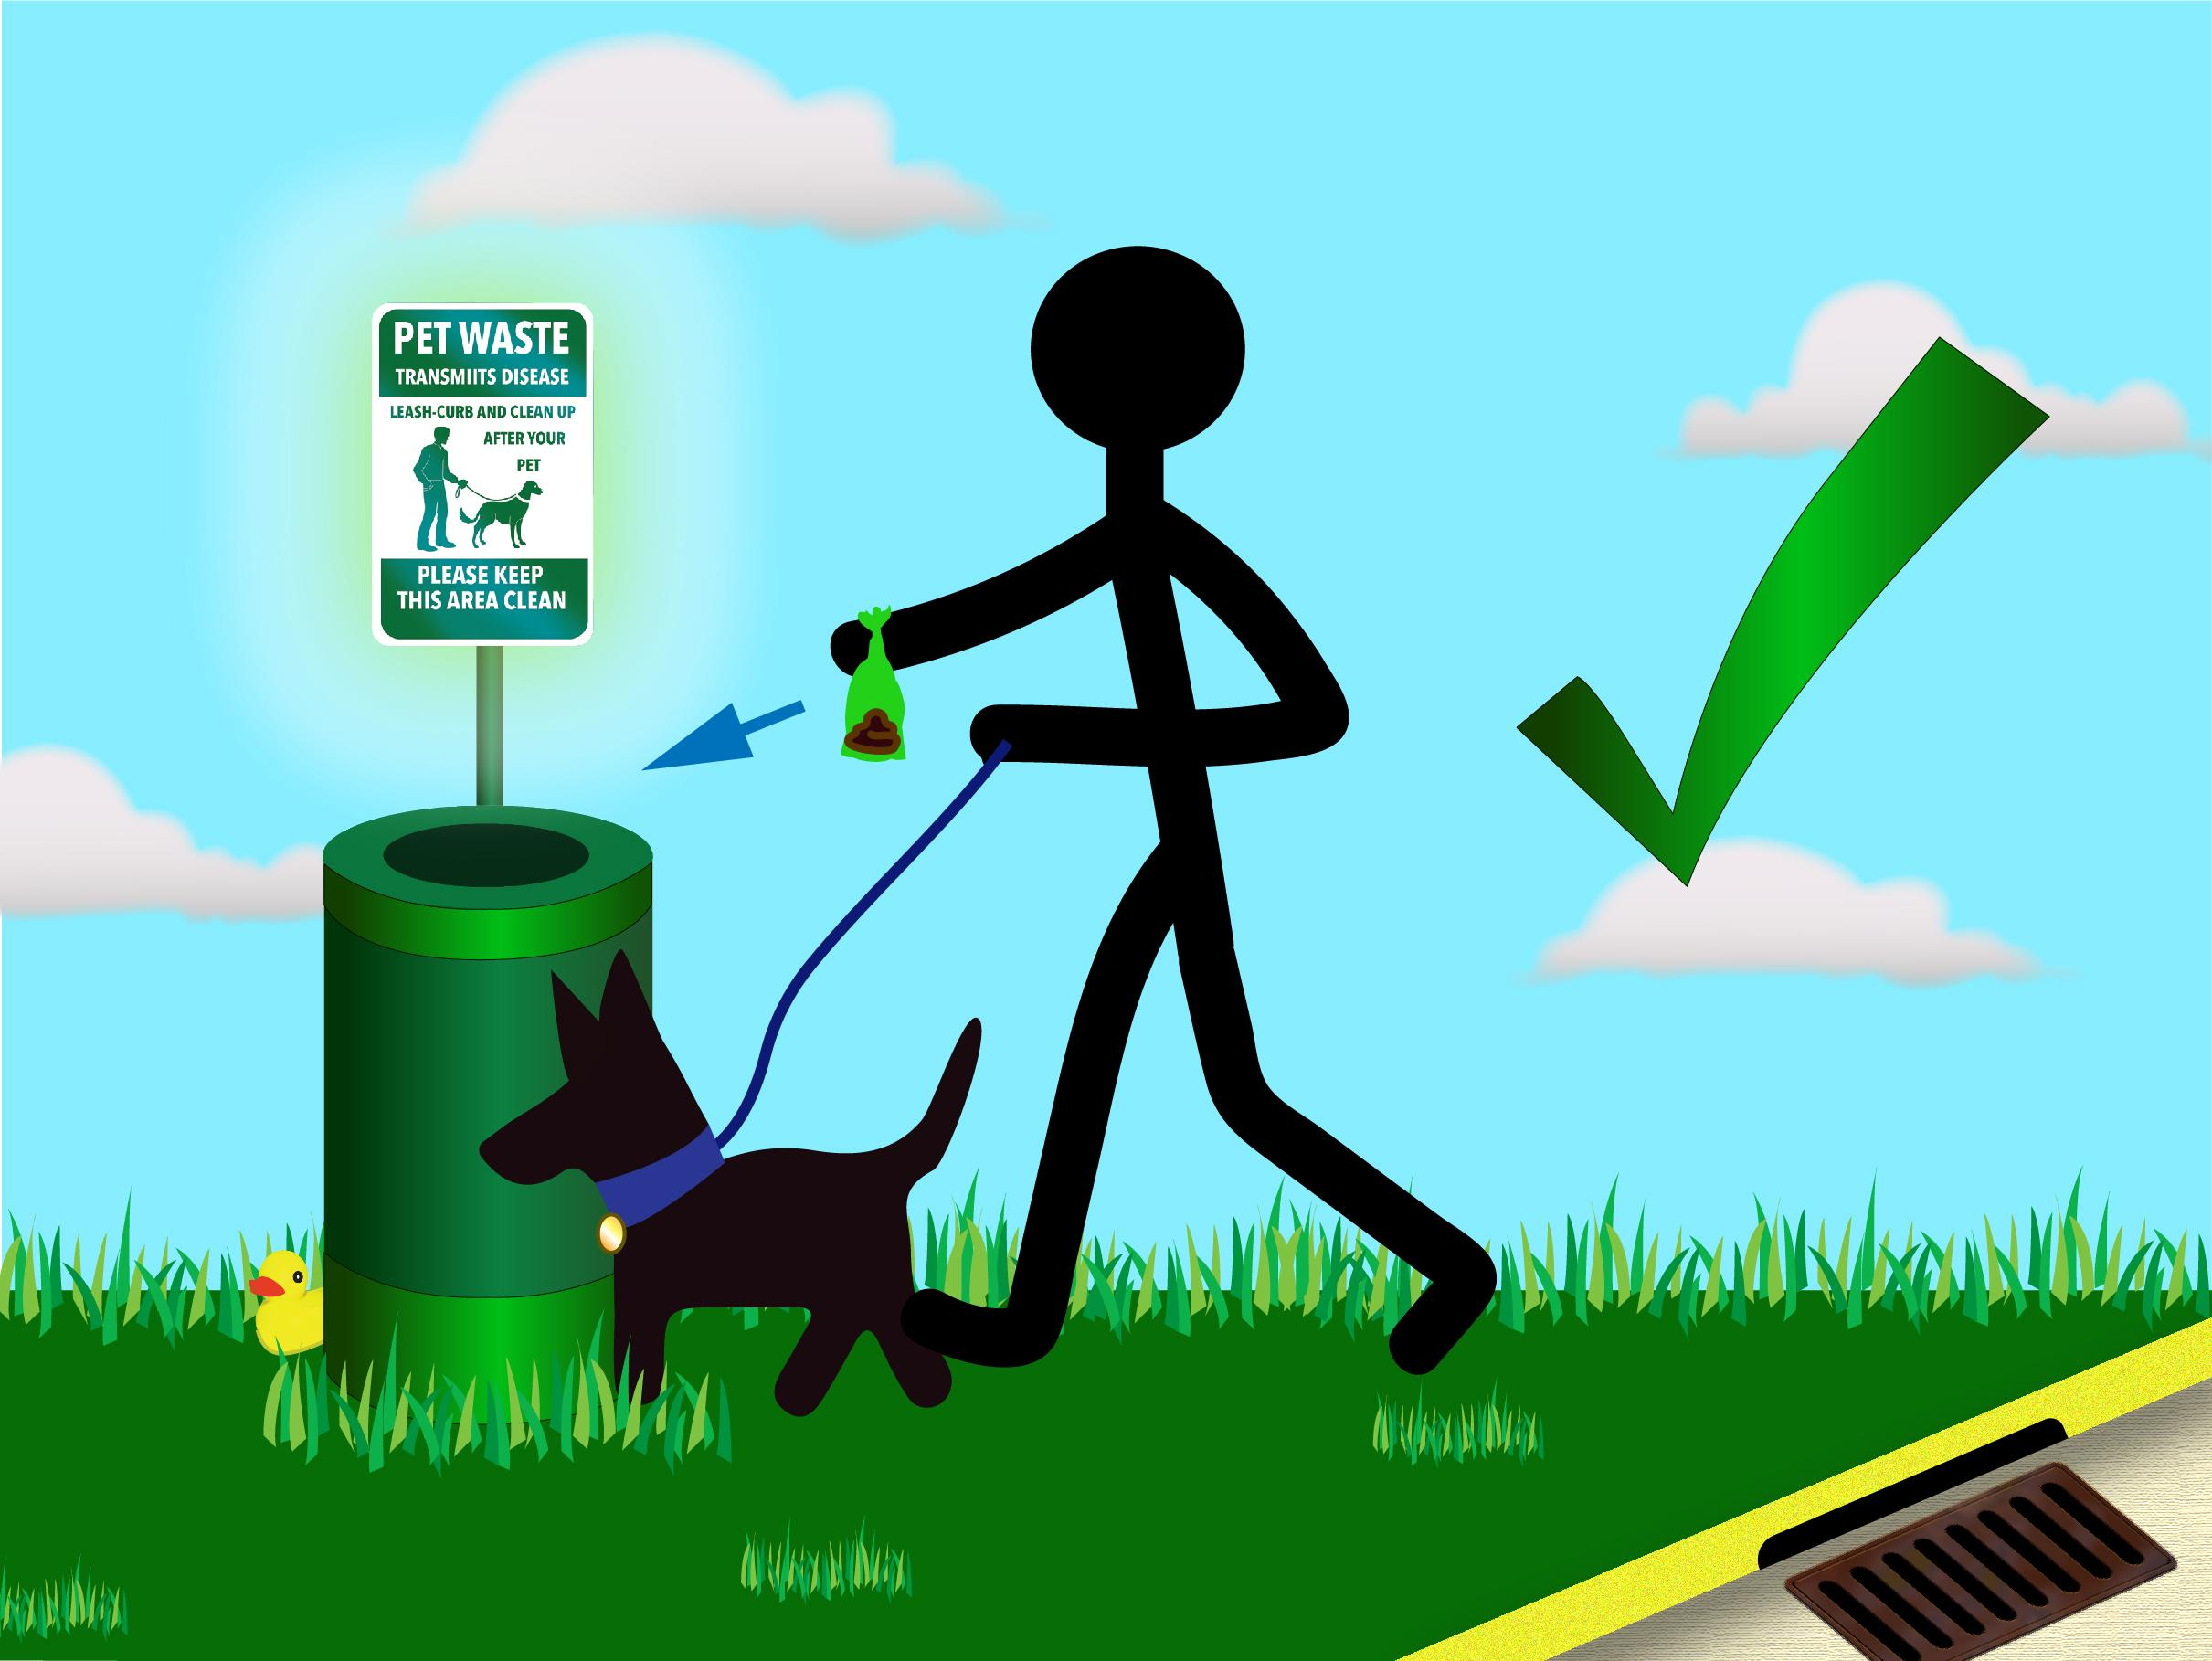 PET WASTE
TRANSMIITS DISEASE
LEASH-CURB AND CLEAN UP
AFTER YOUR
PET
PLEASE KEEP
THIS AREA CLEAN